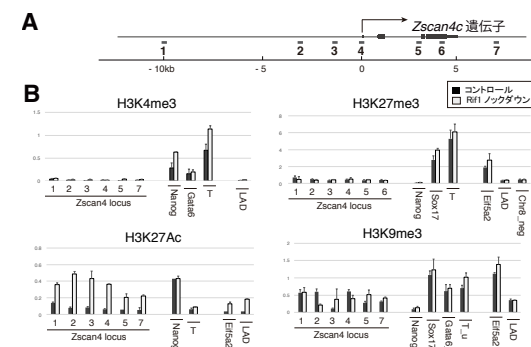 A
Zscan4c 遺伝子
1 2 3 4 5 6 7
- 10kb - 5 0 5
B
コントロール
Rif1 ノックダウン
H3K4me3
1.5
1
0.5
0
1 2 3 4 5 7
Zscan4 locus
Nanog
Gata6
T
LAD
H3K27me3
8
6
4
2
0
1 2 3 4 5 6
Zscan4 locus
Nanog
Sox17
T
Eif5a2
LAD
Chr8_neg
H3K27Ac
0.8
0.6
0.4
0.2
0
1 2 3 4 5 7
Zscan4 locus
Nanog
T
Eif5a2
LAD
H3K9me3
2
1.5
1
0.5
0
1 2 3 4 5 7
Zscan4 locus
Nanog
Sox17
Gata6
T_u
Eif5a2
LAD